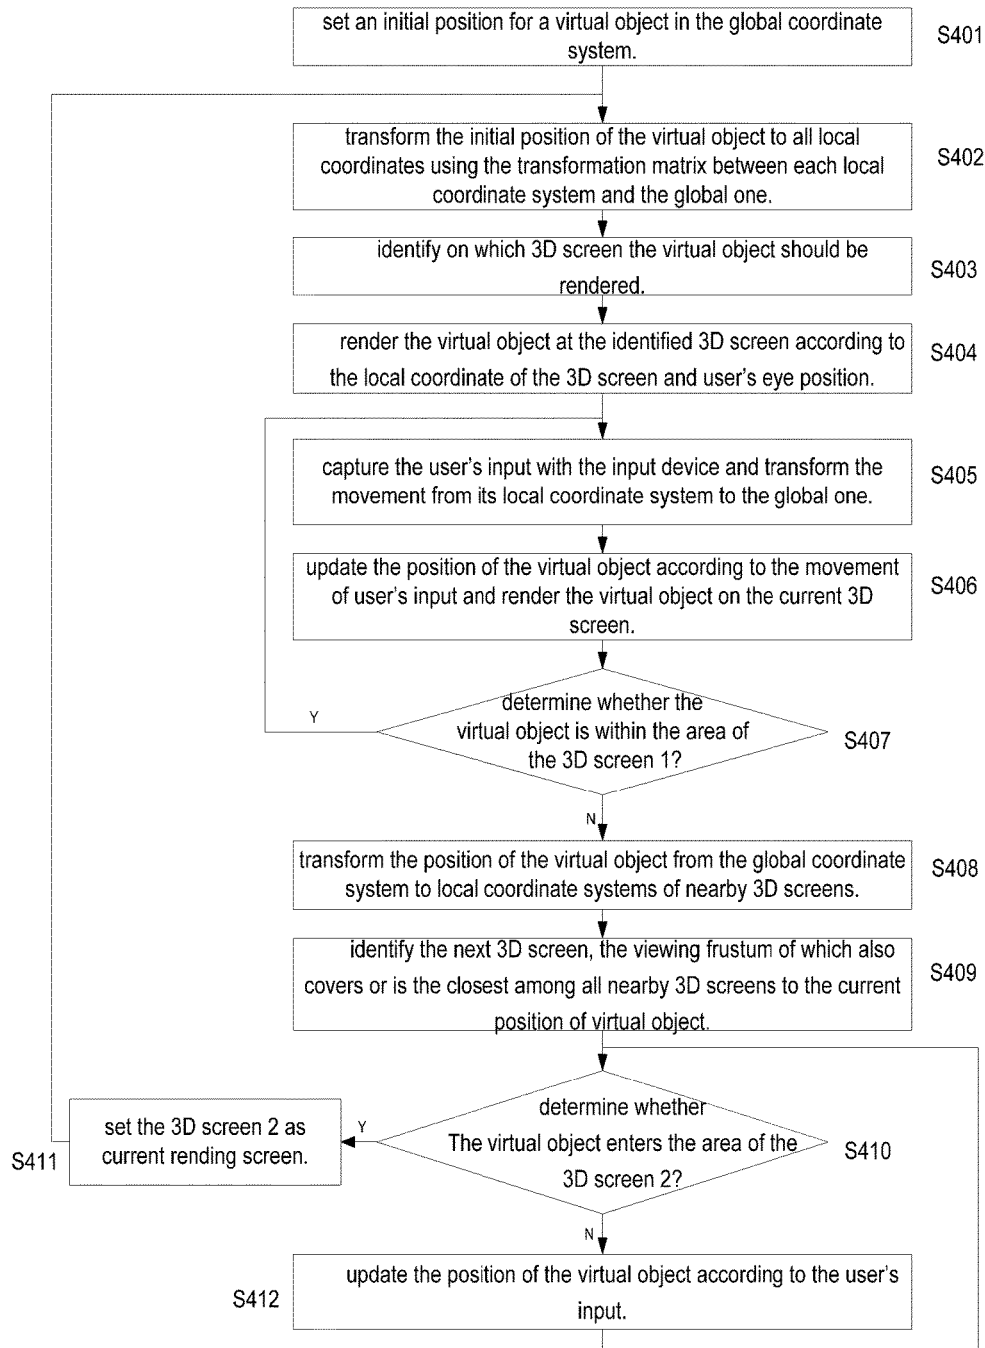 set an initial position for a virtual object in the global coordinate
system.
S401
transform the initial position of the virtual object to all local
coordinates using the transformation matrix between each local
coordinate system and the global one.
S402
identify on which 3D screen the virtual object should be
rendered.
S403
render the virtual object at the identified 3D screen according to
the local coordinate of the 3D screen and user's eye position.
S404
capture the user's input with the input device and transform the
movement from its local coordinate system to the global one.
S405
update the position of the virtual object according to the movement
of user's input and render the virtual object on the current 3D
screen.
S406
determine whether the
virtual object is within the area of
the 3D screen 1?
S407
Y
N
transform the position of the virtual object from the global coordinate
system to local coordinate systems of nearby 3D screens.
S408
identify the next 3D screen, the viewing frustum of which also
covers or is the closest among all nearby 3D screens to the current
position of virtual object.
S409
determine whether
The virtual object enters the area of the
3D screen 2?
S410
Y
set the 3D screen 2 as
current rending screen.
S411
N
update the position of the virtual object according to the user's
input.
S412